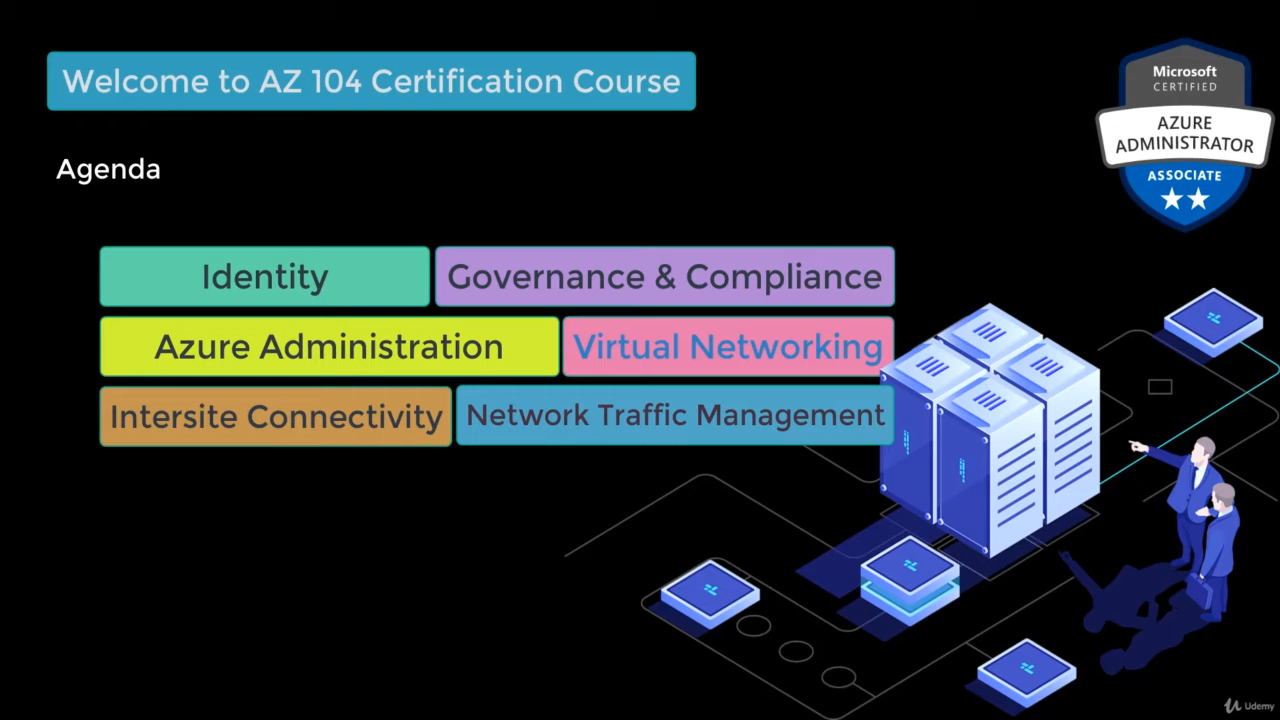 Welcome to AZ 104 Certification Course
Microsoft
CERTIFIED
AZURE
ADMINISTRATOR
ASSOCIATE
Agenda
Identity
Governance & Compliance
Azure Administration
Virtual Networking
Intersite Connectivity
Network Traffic Management
Udemy